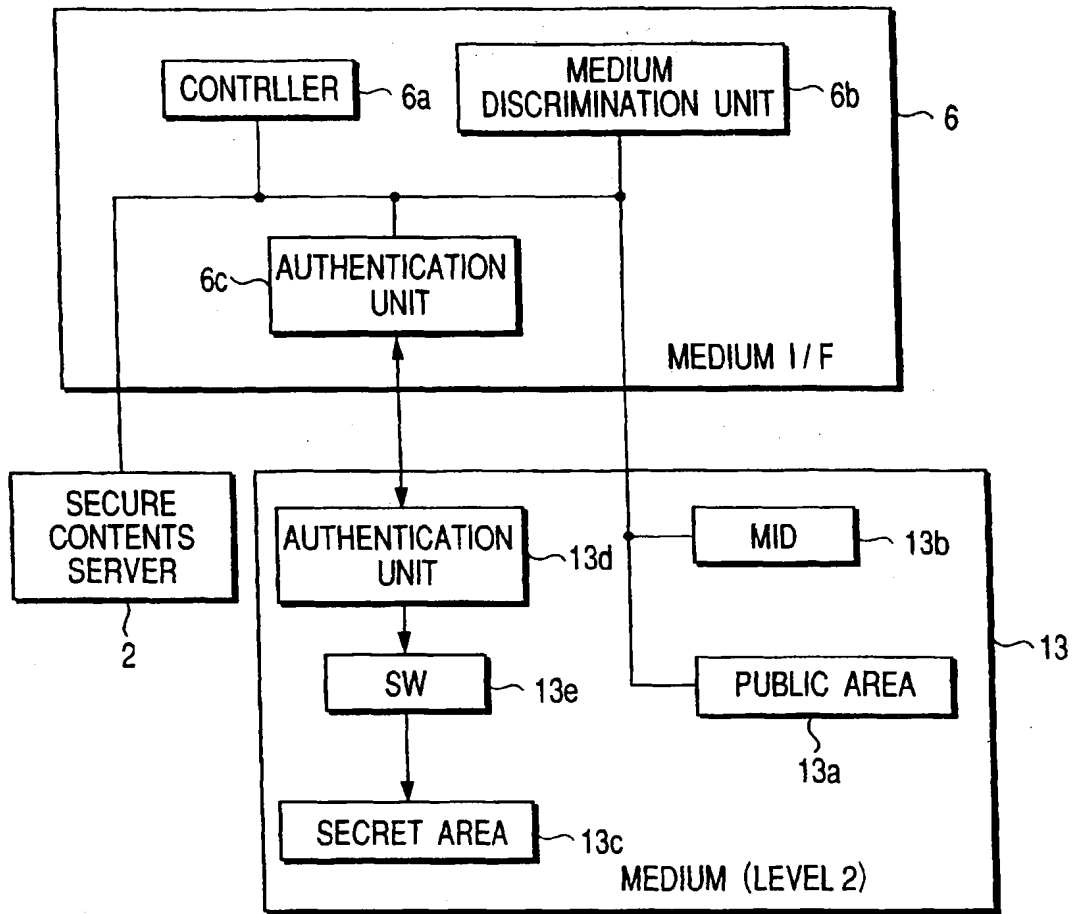 CONTRLLER
6a
MEDIUM
DISCRIMINATION UNIT
6b
6
6c
AUTHENTICATION
UNIT
MEDIUM I/F
SECURE
CONTENTS
SERVER
2
AUTHENTICATION
UNIT
13d
MID
13b
13
SW
13e
PUBLIC AREA
13a
SECRET AREA
13c
MEDIUM (LEVEL 2)